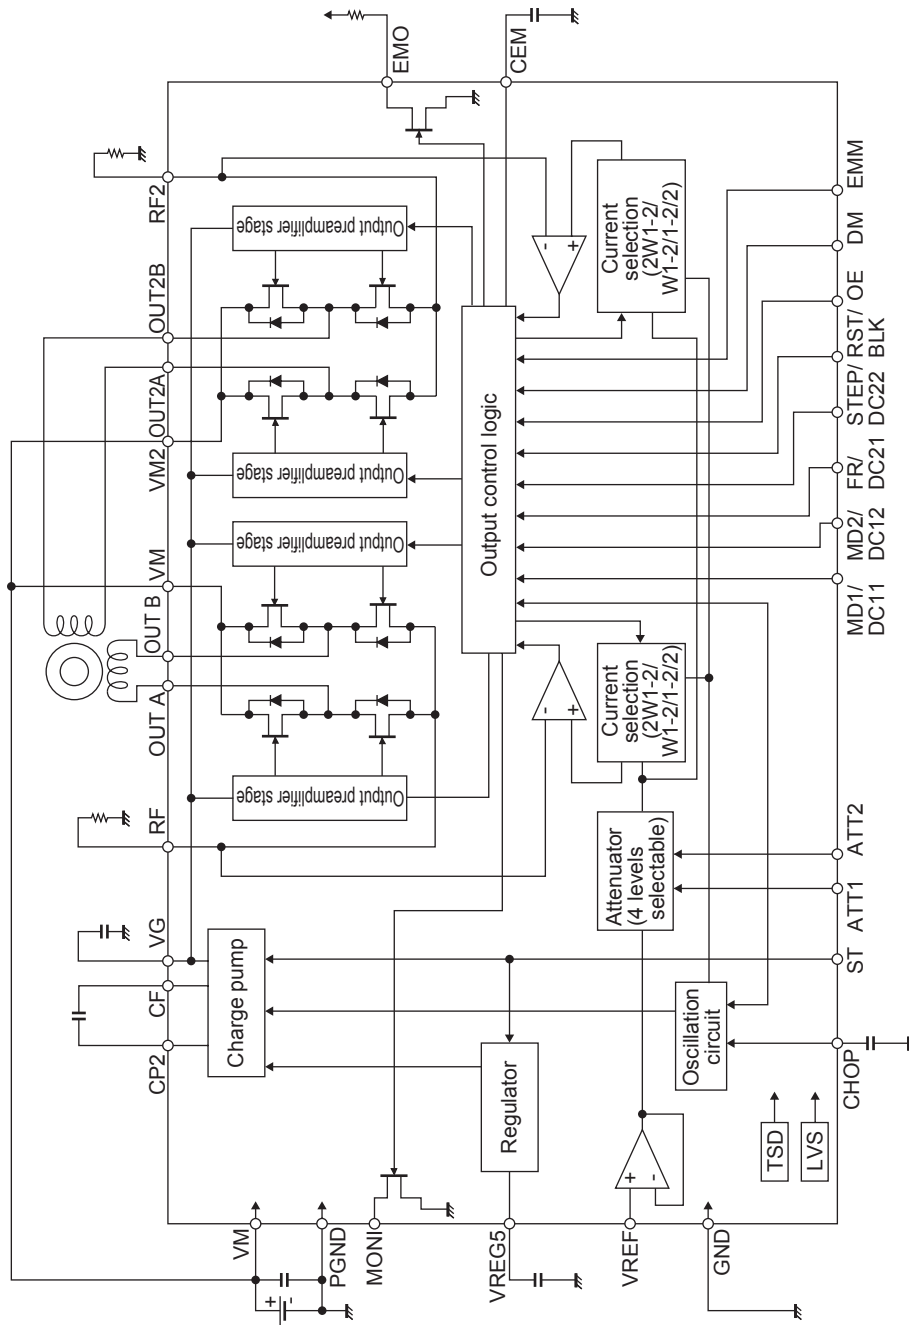 EMO
CEM
RF2
OUT2B
OUT2A
VM2
VM
OUT B
OUT A
RF
VG
CF
CP2
Output preamplifier stage
Output preamplifier stage
Output preamplifier stage
Output preamplifier stage
Charge pump
Output control logic
-
+
-
+
Current
selection
(2W1-2/
W1-2/1-2/2)
Current
selection
(2W1-2/
W1-2/1-2/2)
Attenuator
(4 levels
selectable)
Oscillation
circuit
Regulator
TSD
LVS
+
-
EMM
DM
OE
RST/
BLK
STEP/
DC22
FR/
DC21
MD2/
DC12
MD1/
DC11
ATT2
ATT1
ST
CHOP
VM
PGND
MONI
VREG5
VREF
GND
+
-